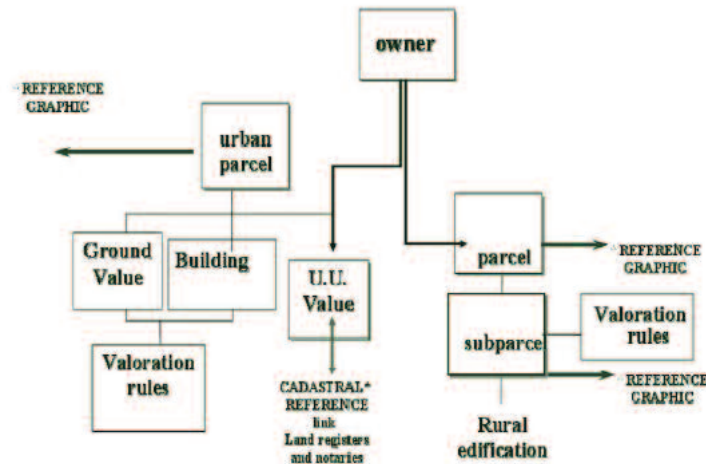 owner
REFERENCE
GRAPHIC
urban
parcel
Ground
Value
Building
U.U.
Value
Valoration
rules
CADASTRAL*
REFERENCE
link
Land registers
and notaries
parcel
REFERENCE
GRAPHIC
subparce
Valoration
rules
REFERENCE
GRAPHIC
Rural
edification